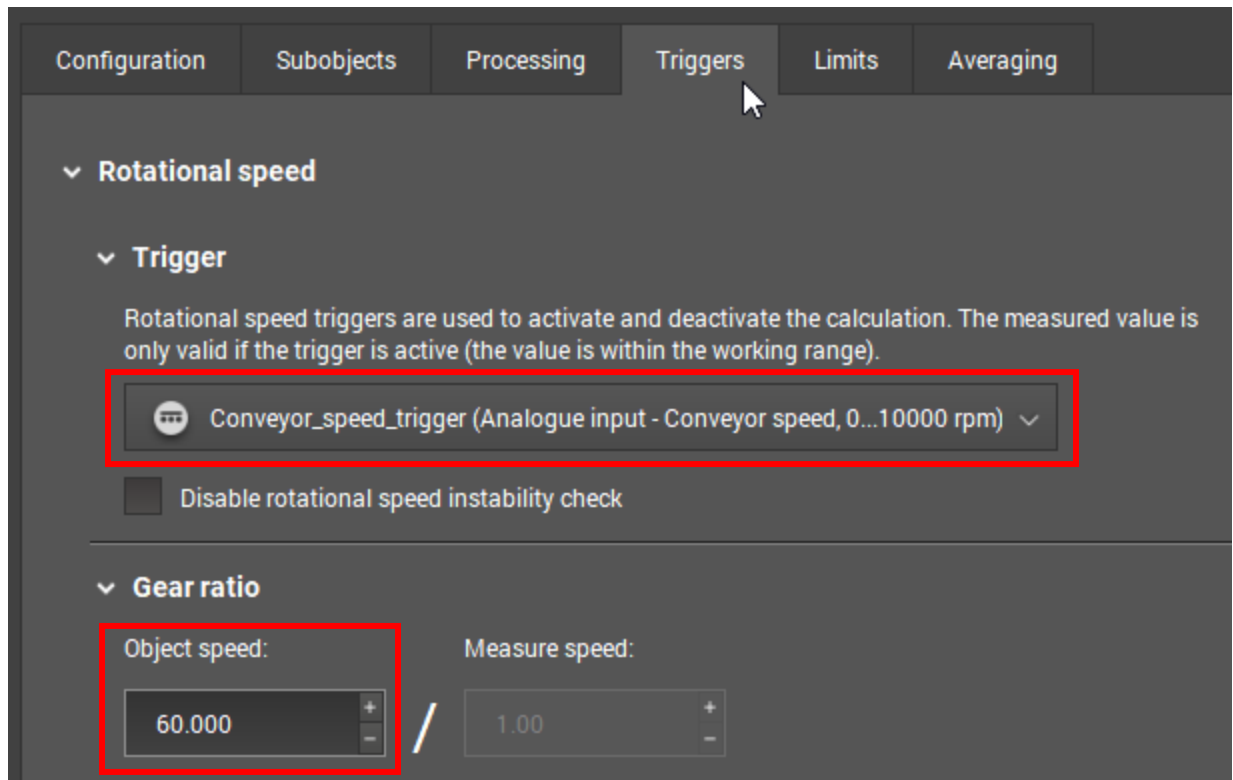 Configuration Subobjects Processing Triggers Limits Averaging
Rotational speed
Trigger
Rotational speed triggers are used to activate and deactivate the calculation. The measured value is
only valid if the trigger is active (the value is within the working range).
Conveyor_speed_trigger (Analogue input - Conveyor speed, 0...10000 rpm)
Disable rotational speed instability check
Gear ratio
Object speed: Measure speed:
60.000 + - / 1.00 + -